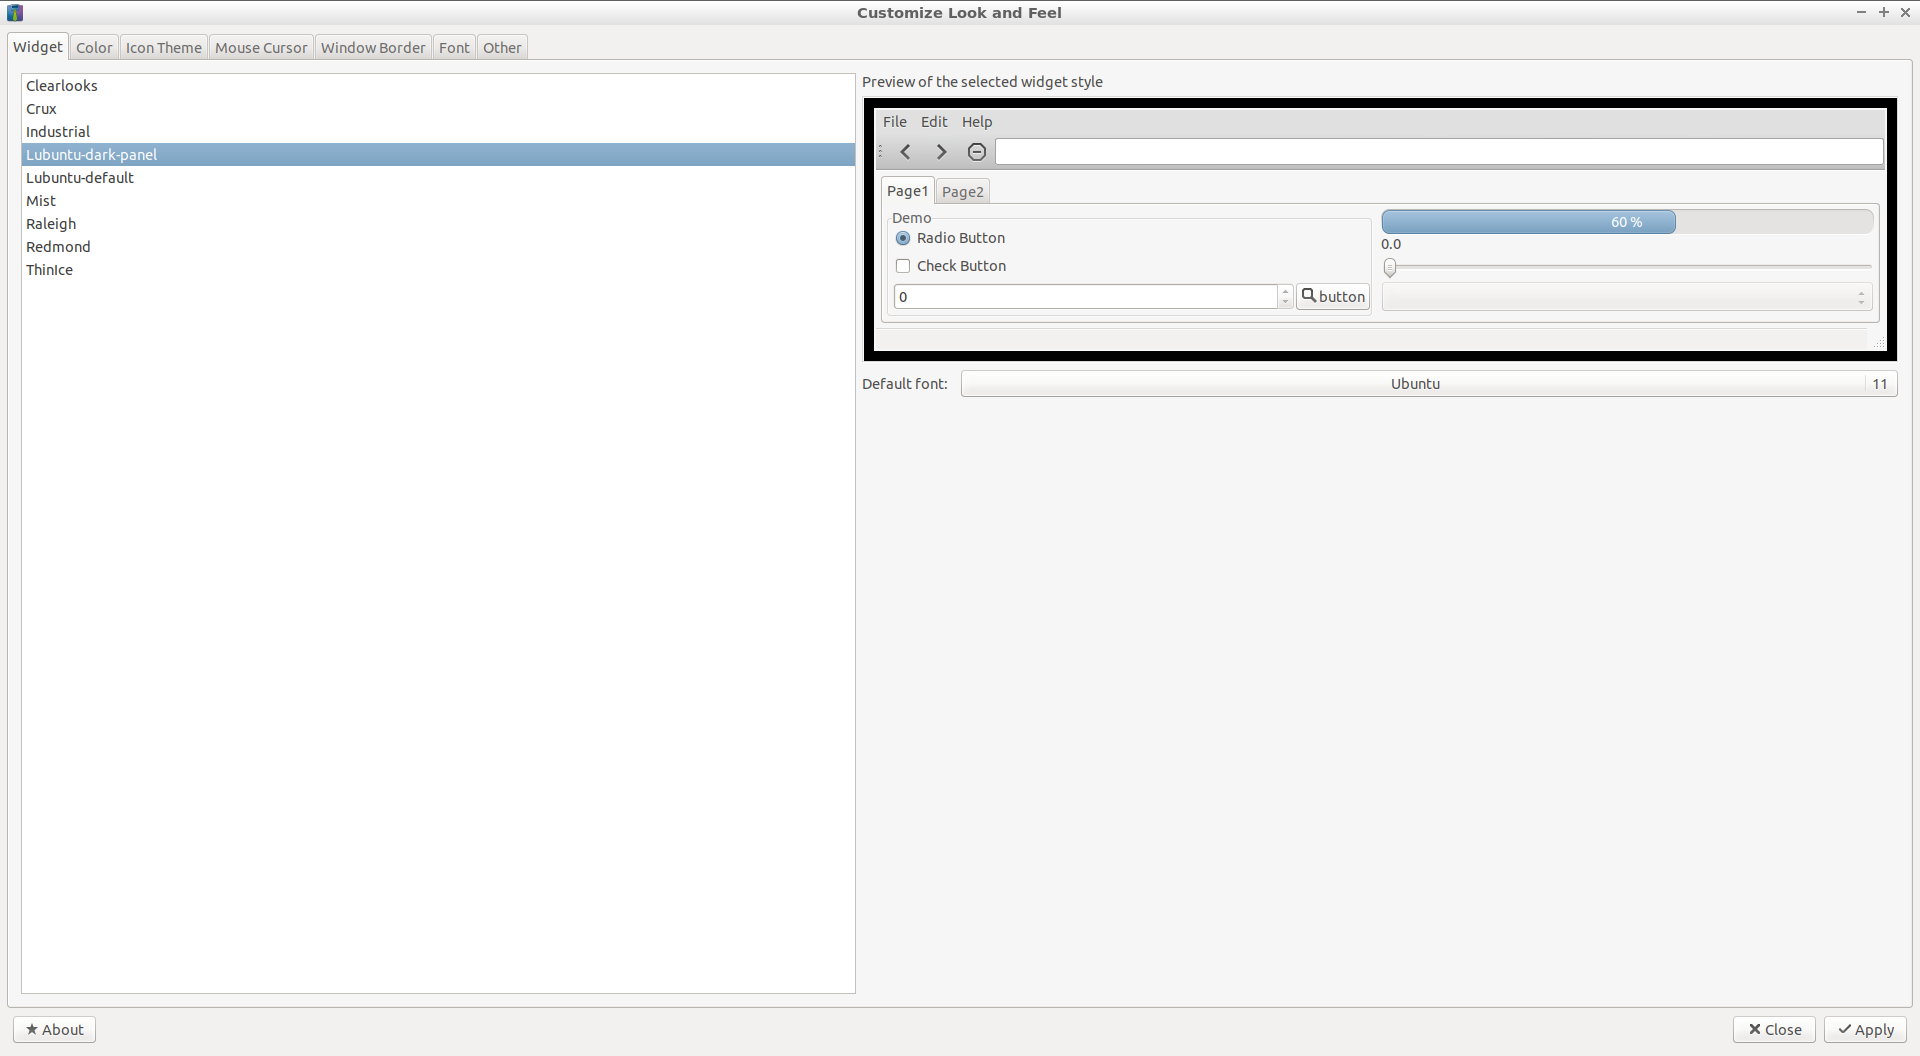 Customize Look and Feel
Widget Color Icon Theme Mouse Cursor Window Border Font Other
Clearlooks
Crux
Industrial
Lubuntu-dark-panel
Lubuntu-default
Mist
Raleigh
Redmond
ThinIce
Preview of the selected widget style
File Edit Help
Page1 Page2
Demo
Radio Button
Check Button
0 button
60 %
0.0
Default font: Ubuntu 11
About Close Apply